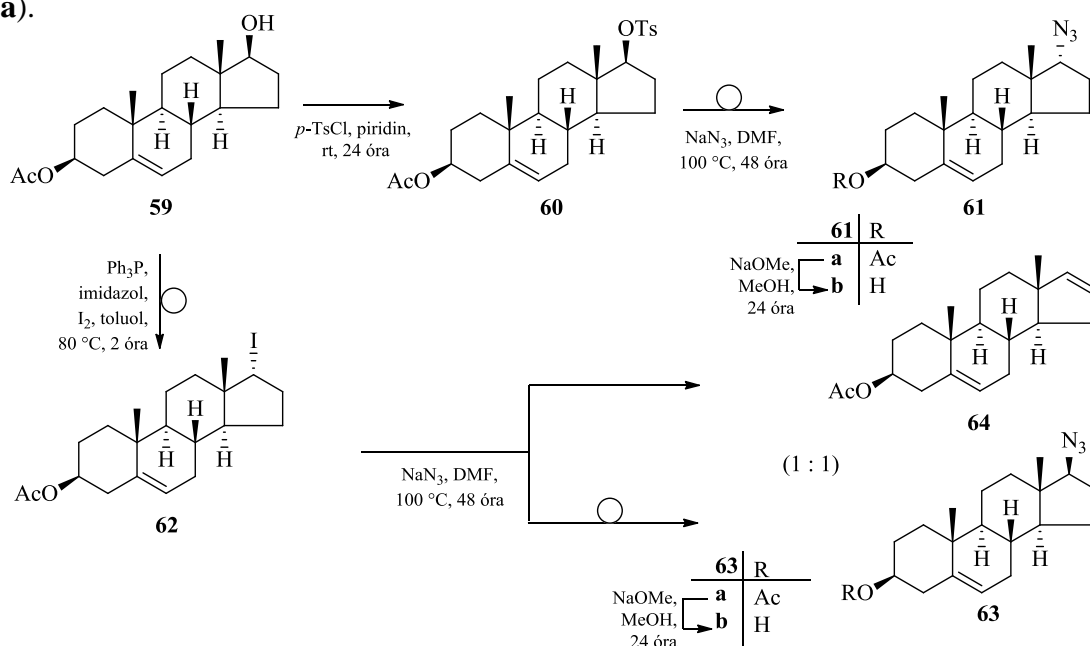 a).
OH
H
H
H
AcO
59
p-TsCl, piridin,
rt, 24 óra
OTs
H
H
H
AcO
60
NaN3, DMF,
100 °C, 48 óra
N3
H
H
H
RO
61
61 R
a Ac
b H
NaOMe,
MeOH,
24 óra
Ph3P,
imidazol,
I2, toluol,
80 °C, 2 óra
I
H
H
H
AcO
62
NaN3, DMF,
100 °C, 48 óra
H
H
H
AcO
64
(1 : 1)
N3
H
H
H
RO
63
63 R
a Ac
b H
NaOMe,
MeOH,
24 óra